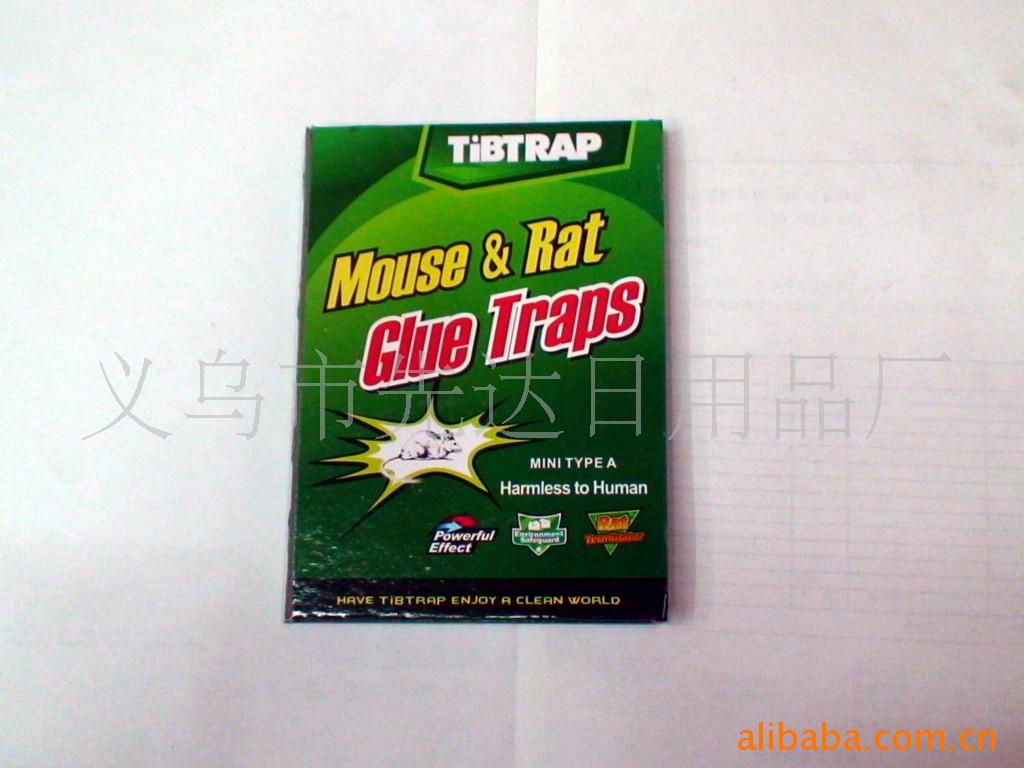 TiBTRAP
Mouse & Rat
Glue Traps
义乌市先达日用品厂
MINI TYPE A
Harmless to Human
Powerful
Effect
Environment
Safeguard
Rat
Terminator
HAVE TiBTRAP ENJOY A CLEAN WORLD
alibaba.com.cn